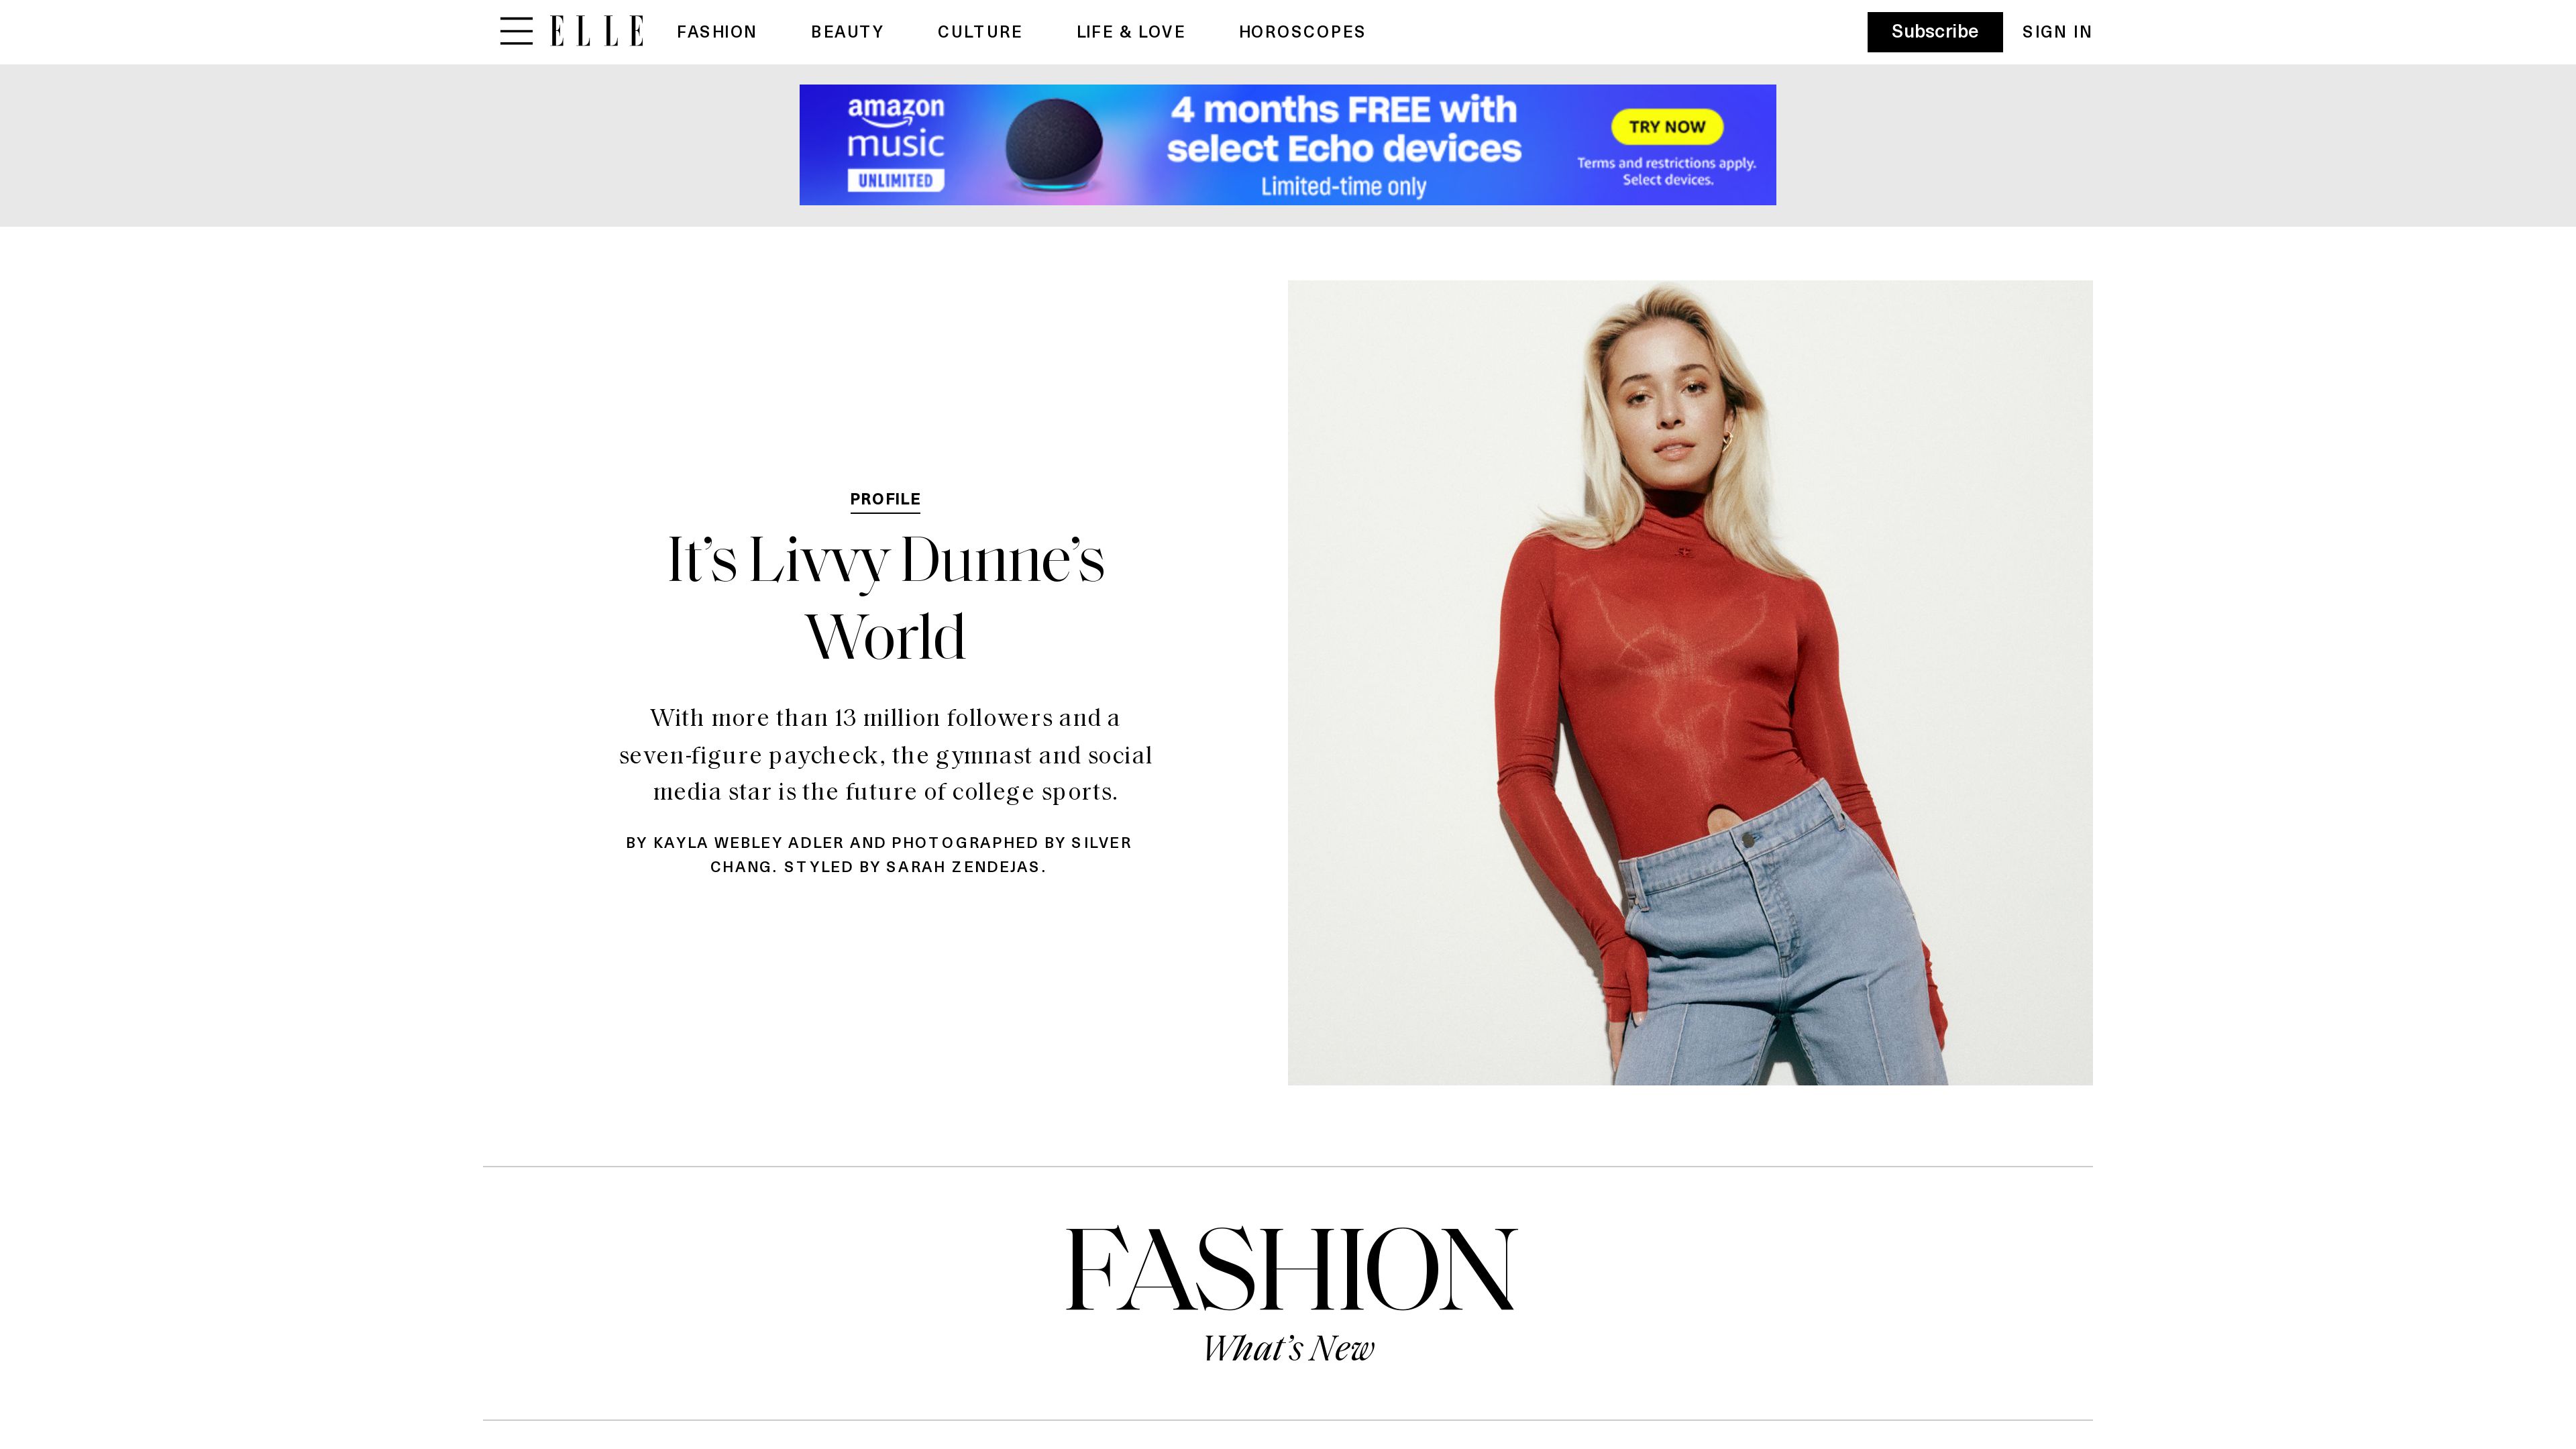 ELLE
FASHION
BEAUTY
CULTURE
LIFE & LOVE
HOROSCOPES
Subscribe
SIGN IN
amazon
music
UNLIMITED
4 months FREE with
select Echo devices
Limited-time only
TRY NOW
Terms and restrictions apply.
Select devices.
PROFILE
It’s Livvy Dunne’s
World
With more than 13 million followers and a
seven-figure paycheck, the gymnast and social
media star is the future of college sports.
BY KAYLA WEBLEY ADLER AND PHOTOGRAPHED BY SILVER
CHANG. STYLED BY SARAH ZENDEJAS.
FASHION
What’s New